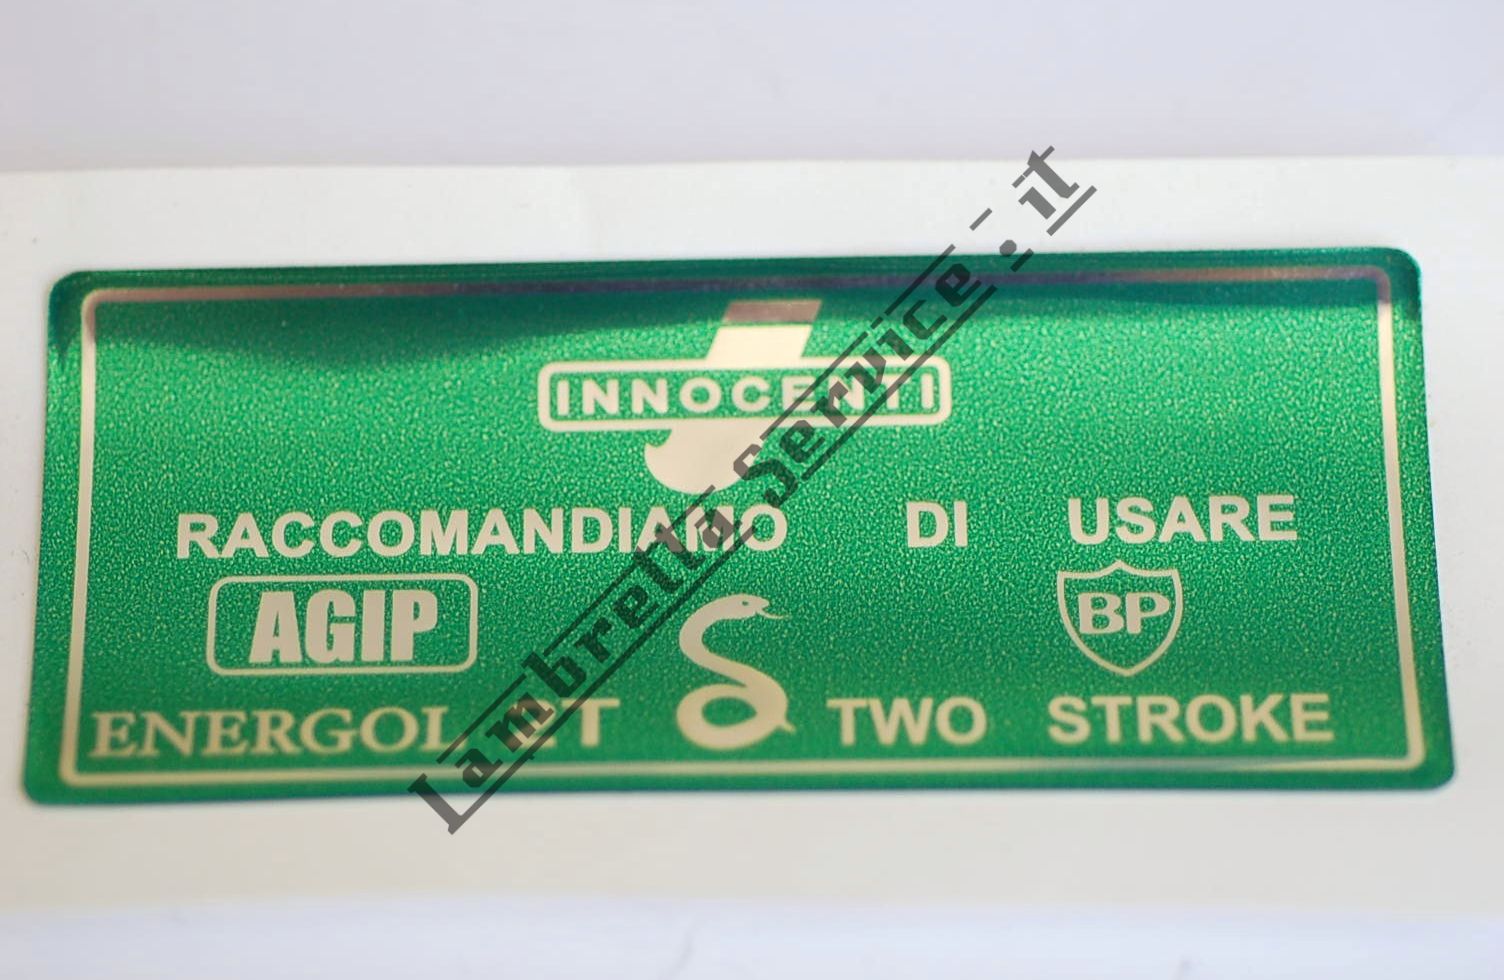 INNOCENTI
RACCOMANDIAMO DI USARE
AGIP
BP
ENERGOL TWO STROKE
Lambretta Service.it